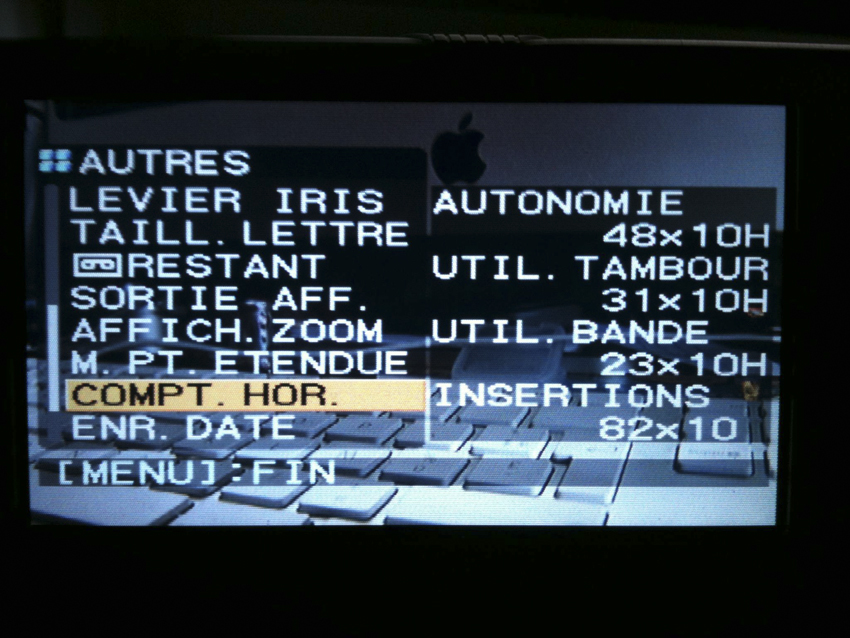 AUTRES
LEVIER IRIS
TAILL. LETTRE
RESTANT
SORTIE AFF.
AFFICH. ZOOM
M. PT. ETENDUE
COMPT. HOR.
ENR. DATE
[MENU]:FIN
AUTONOMIE
48x10H
UTIL. TAMBOUR
31x10H
UTIL. BANDE
23x10H
INSERTIONS
82x10